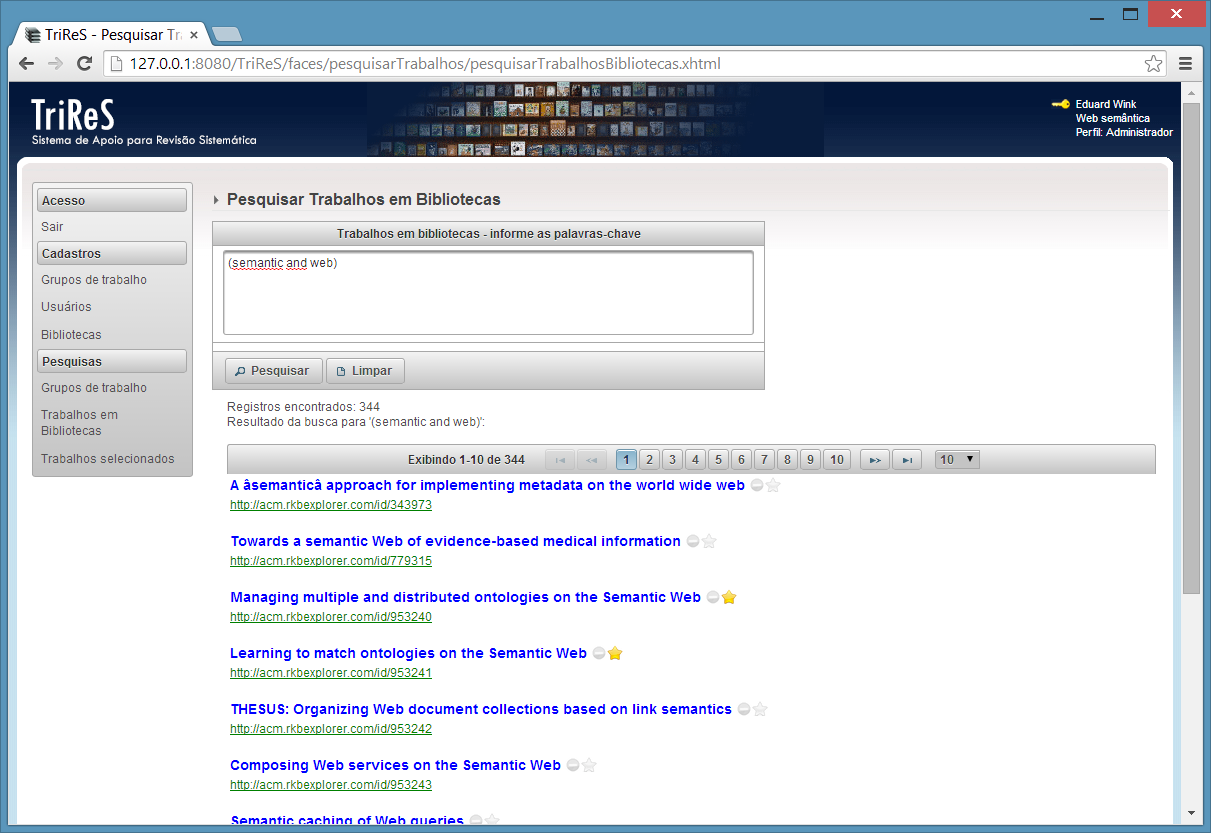 TriReS - Pesquisar Tr
127.0.0.1:8080/TriReS/faces/pesquisarTrabalhos/pesquisarTrabalhosBibliotecas.xhtml
TriReS
Sistema de Apoio para Revisão Sistemática
Eduard Wink
Web semântica
Perfil: Administrador
Acesso
Sair
Cadastros
Grupos de trabalho
Usuários
Bibliotecas
Pesquisas
Grupos de trabalho
Trabalhos em
Bibliotecas
Trabalhos selecionados
Pesquisar Trabalhos em Bibliotecas
Trabalhos em bibliotecas - informe as palavras-chave
(semantic and web)
Pesquisar Limpar
Registros encontrados: 344
Resultado da busca para '(semantic and web)':
Exibindo 1-10 de 344 1 2 3 4 5 6 7 8 9 10 10
A âsemanticâ approach for implementing metadata on the world wide web
http://acm.rkbexplorer.com/id/343973
Towards a semantic Web of evidence-based medical information
http://acm.rkbexplorer.com/id/779315
Managing multiple and distributed ontologies on the Semantic Web
http://acm.rkbexplorer.com/id/953240
Learning to match ontologies on the Semantic Web
http://acm.rkbexplorer.com/id/953241
THESUS: Organizing Web document collections based on link semantics
http://acm.rkbexplorer.com/id/953242
Composing Web services on the Semantic Web
http://acm.rkbexplorer.com/id/953243
Semantic caching of Web queries